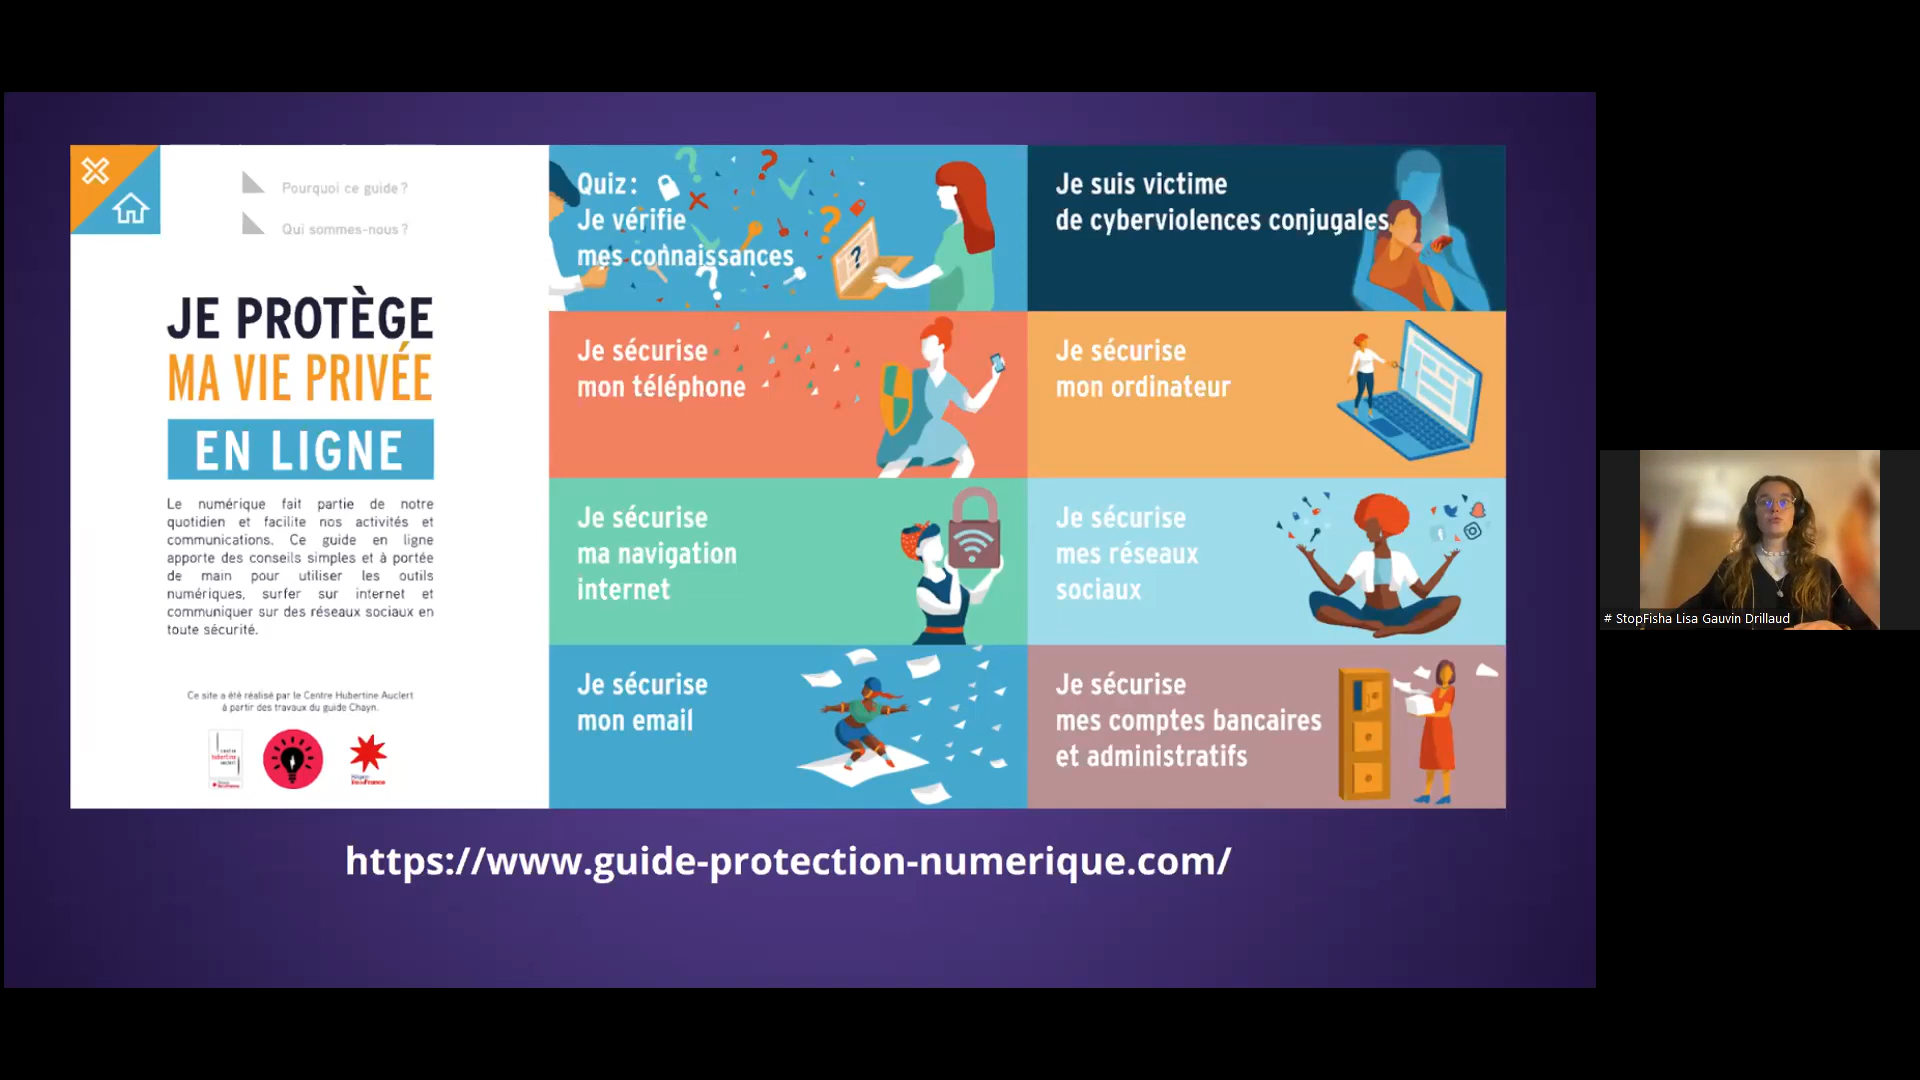 Pourquoi ce guide ?
Qui sommes-nous ?
JE PROTÈGE
MA VIE PRIVÉE
EN LIGNE
Le numérique fait partie de notre
quotidien et facilite nos activités et
communications. Ce guide en ligne
apporte des conseils simples et à portée
de main pour utiliser les outils
numériques, surfer sur internet et
communiquer sur des réseaux sociaux en
toute sécurité.
Ce site a été réalisé par le Centre Hubertine Auclert
à partir des travaux du guide Chayn.
Quiz :
Je vérifie
mes connaissances
Je suis victime
de cyberviolences conjugales
Je sécurise
mon téléphone
Je sécurise
mon ordinateur
Je sécurise
ma navigation
internet
Je sécurise
mes réseaux
sociaux
Je sécurise
mon email
Je sécurise
mes comptes bancaires
et administratifs
https://www.guide-protection-numerique.com/
# StopFisha Lisa Gauvin Drillaud